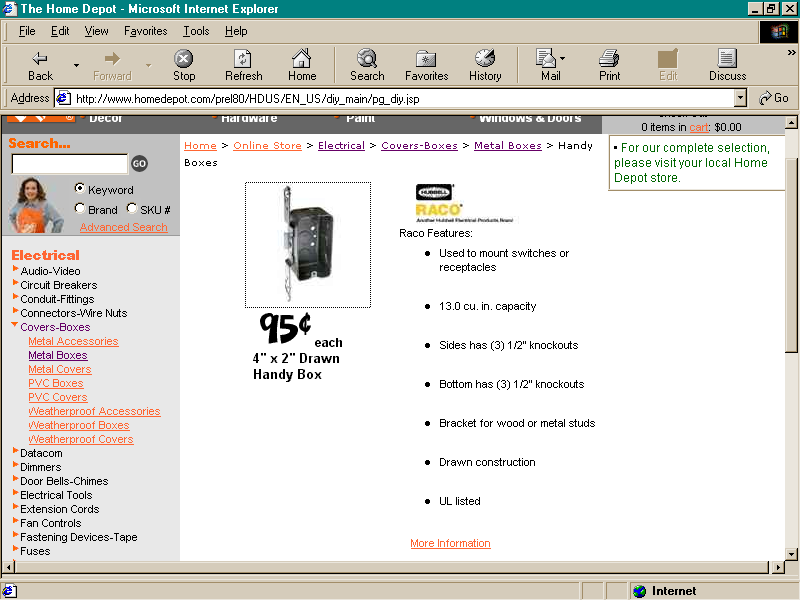 The Home Depot - Microsoft Internet Explorer
File Edit View Favorites Tools Help
Back Forward Stop Refresh Home Search Favorites History Mail Print Edit Discuss
Address http://www.homedepot.com/prel80/HDUS/EN_US/diy_main/pg_diy.jsp Go
Decor Hardware Paint Windows & Doors
0 items in cart: $0.00
Search...
GO
Keyword
Brand SKU #
Advanced Search
Home > Online Store > Electrical > Covers-Boxes > Metal Boxes > Handy
Boxes
• For our complete selection,
please visit your local Home
Depot store.
Electrical
Audio-Video
Circuit Breakers
Conduit-Fittings
Connectors-Wire Nuts
Covers-Boxes
Metal Accessories
Metal Boxes
Metal Covers
PVC Boxes
PVC Covers
Weatherproof Accessories
Weatherproof Boxes
Weatherproof Covers
Datacom
Dimmers
Door Bells-Chimes
Electrical Tools
Extension Cords
Fan Controls
Fastening Devices-Tape
Fuses
95¢ each
4" x 2" Drawn
Handy Box
HUBBELL
RACO
Another Hubbell Electrical Products Brand
Raco Features:
• Used to mount switches or
receptacles
• 13.0 cu. in. capacity
• Sides has (3) 1/2" knockouts
• Bottom has (3) 1/2" knockouts
• Bracket for wood or metal studs
• Drawn construction
• UL listed
More Information
Internet